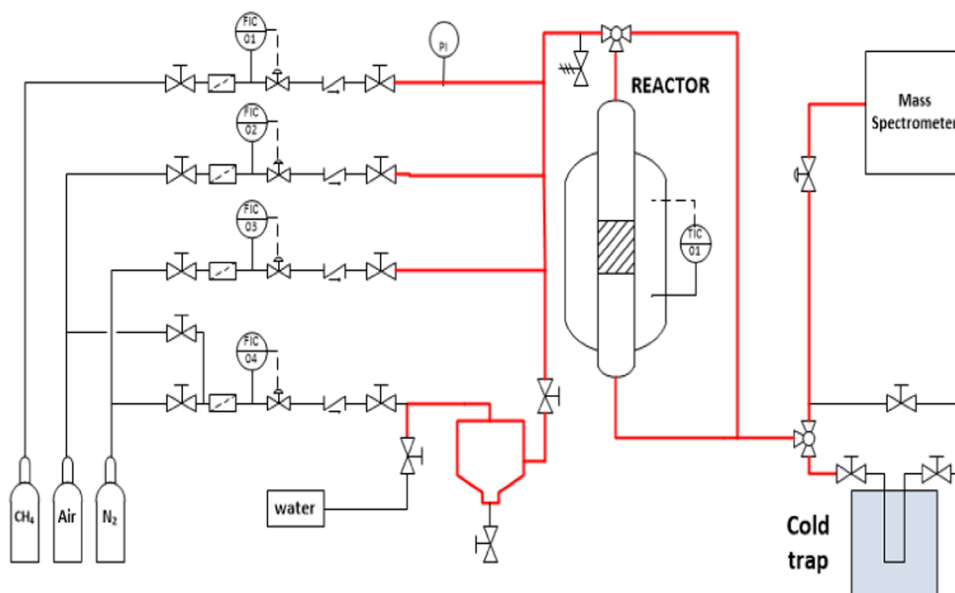 FIC
01
PI
FIC
02
FIC
03
FIC
04
REACTOR
TIC
01
Mass
Spectrometer
CH₄
Air
N₂
water
Cold
trap